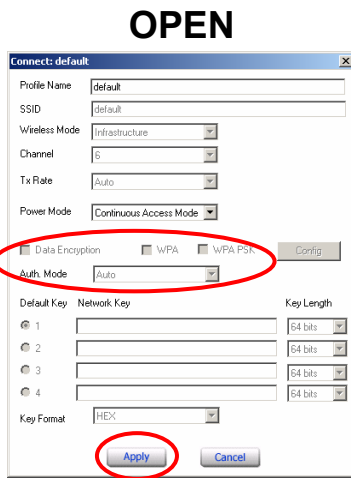 OPEN
Connect: default
Profile Name default
SSID default
Wireless Mode Infrastructure
Channel 6
Tx Rate Auto
Power Mode Continuous Access Mode
Data Encryption WPA WPA PSK Config
Auth. Mode Auto
Default Key Network Key Key Length
1 64 bits
2 64 bits
3 64 bits
4 64 bits
Key Format HEX
Apply Cancel